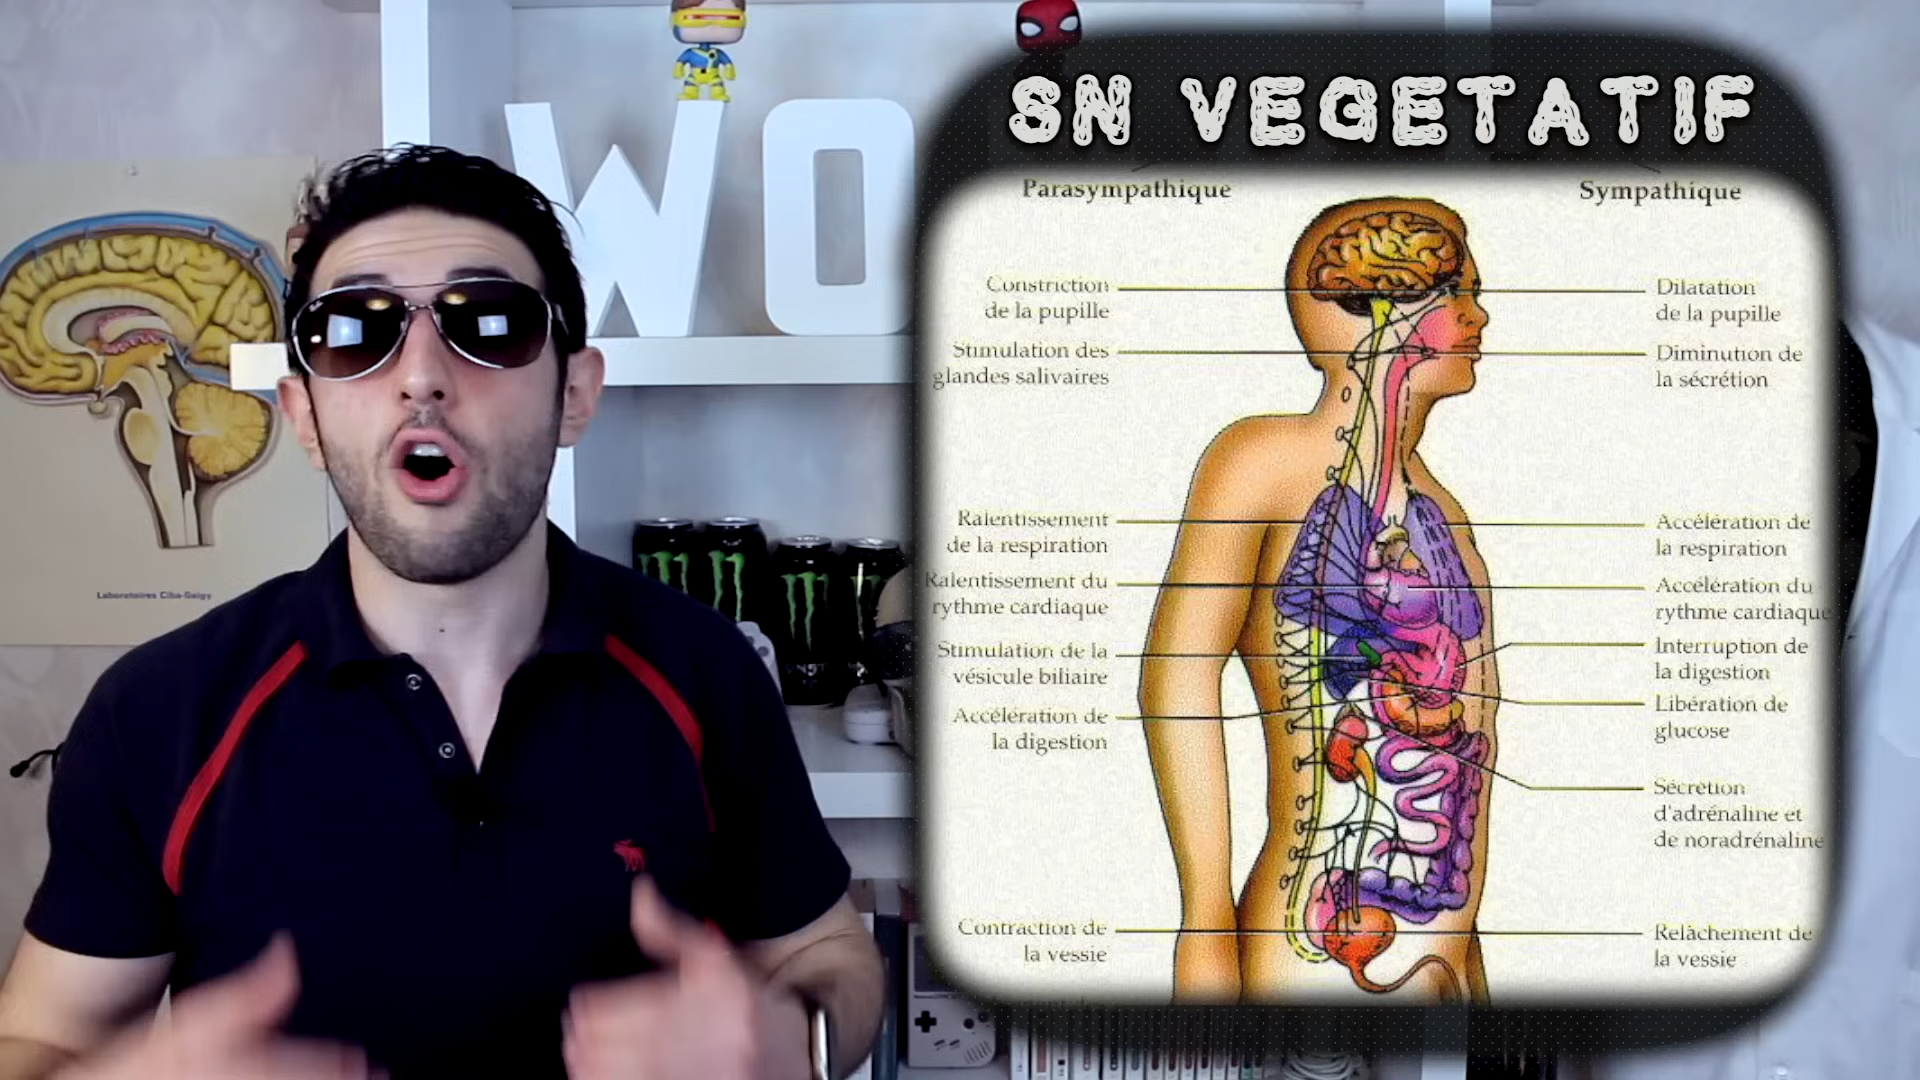 SN VEGETATIF
WO
Parasympathique
Sympathique
Constriction
de la pupille
Stimulation des
glandes salivaires
Ralentissement
de la respiration
Ralentissement du
rythme cardiaque
Stimulation de la
vésicule biliaire
Accélération de
la digestion
Contraction de
la vessie
Dilatation
de la pupille
Diminution de
la sécrétion
Accélération de
la respiration
Accélération du
rythme cardiaque
Interruption de
la digestion
Libération de
glucose
Sécrétion
d'adrénaline et
de noradrénaline
Relâchement de
la vessie
Laboratoires Ciba-Geigy